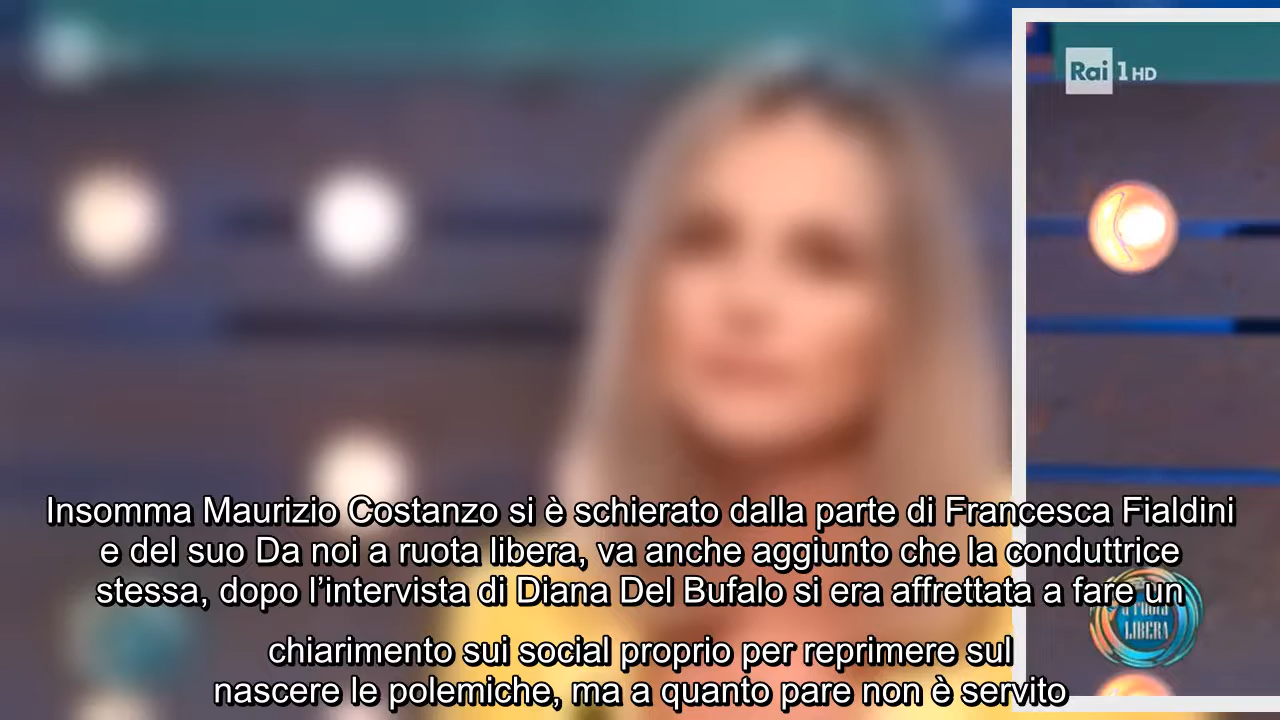 Rai 1 HD
Insomma Maurizio Costanzo si è schierato dalla parte di Francesca Fialdini
e del suo Da noi a ruota libera, va anche aggiunto che la conduttrice
stessa, dopo l’intervista di Diana Del Bufalo si era affrettata a fare un
a ruota
LIBERA
chiarimento sui social proprio per reprimere sul
nascere le polemiche, ma a quanto pare non è servito